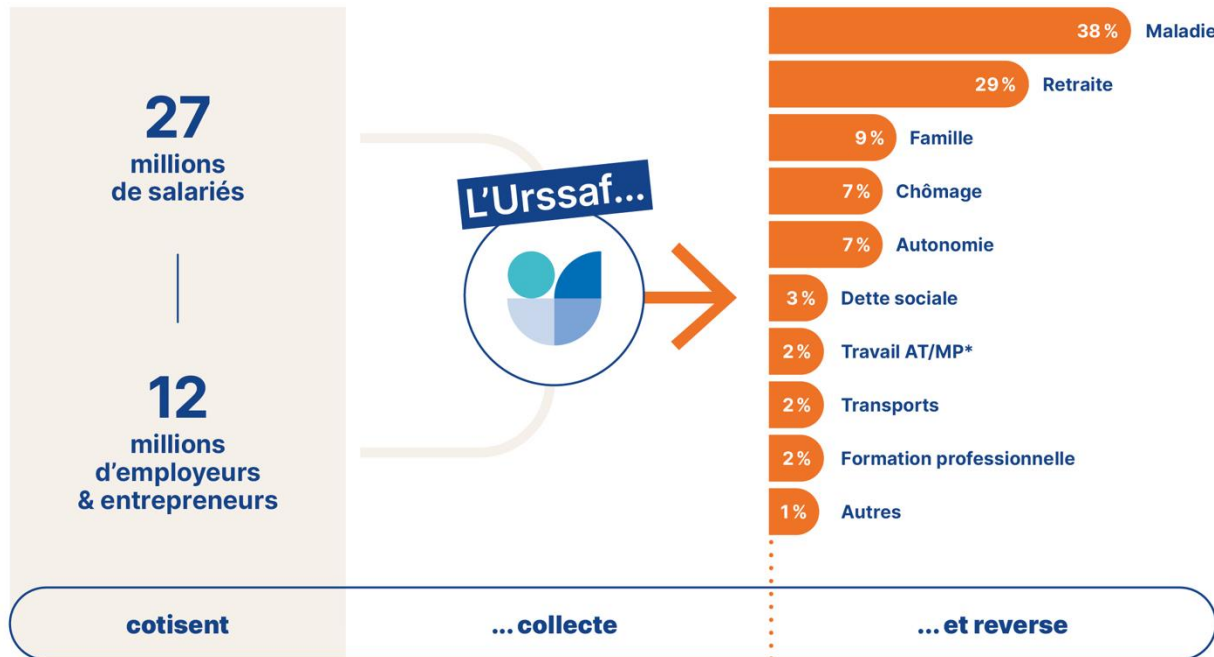 27
millions
de salariés
12
millions
d'employeurs
& entrepreneurs
cotisent
L'Urssaf...
...collecte
38 % Maladie
29 % Retraite
9 % Famille
7 % Chômage
7 % Autonomie
3 % Dette sociale
2 % Travail AT/MP*
2 % Transports
2 % Formation professionnelle
1 % Autres
...et reverse